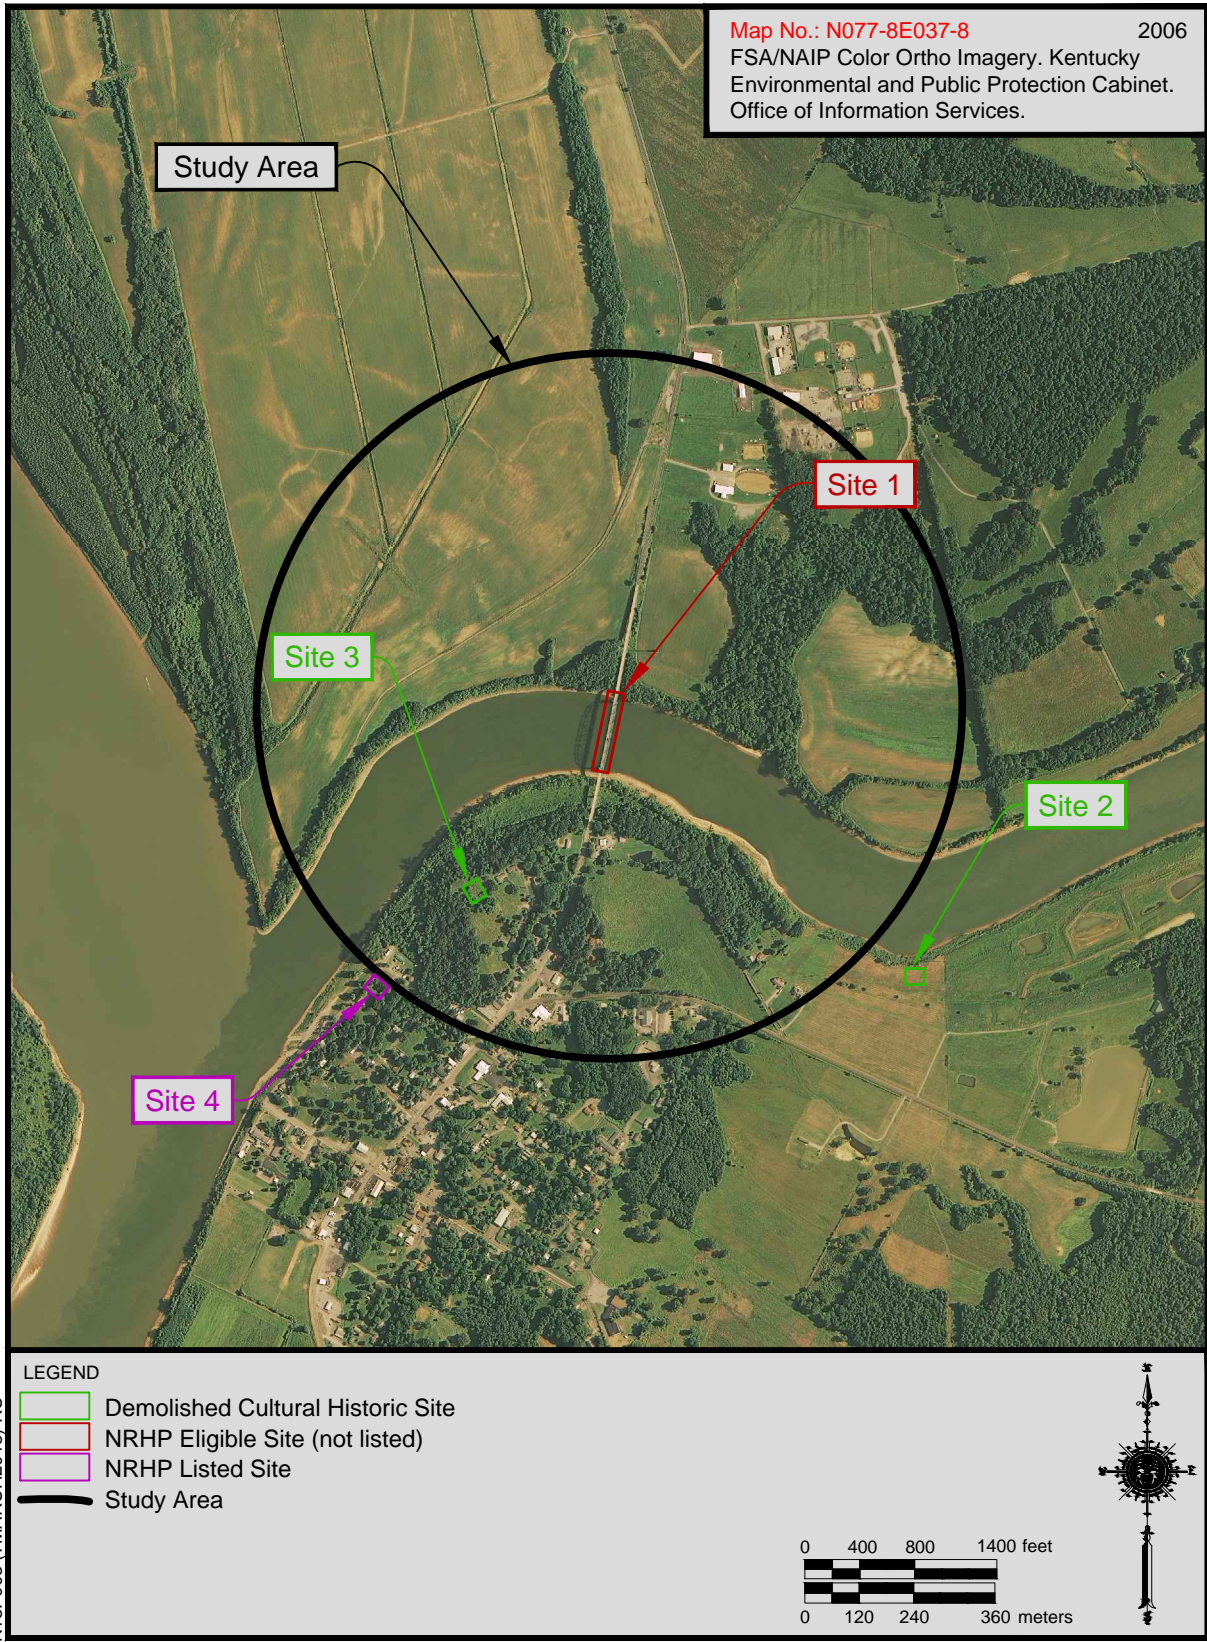 Map No.: N077-8E037-8 2006
FSA/NAIP Color Ortho Imagery. Kentucky
Environmental and Public Protection Cabinet.
Office of Information Services.
Study Area
Site 1
Site 3
Site 2
Site 4
LEGEND
Demolished Cultural Historic Site
NRHP Eligible Site (not listed)
NRHP Listed Site
Study Area
0 400 800 1400 feet
0 120 240 360 meters